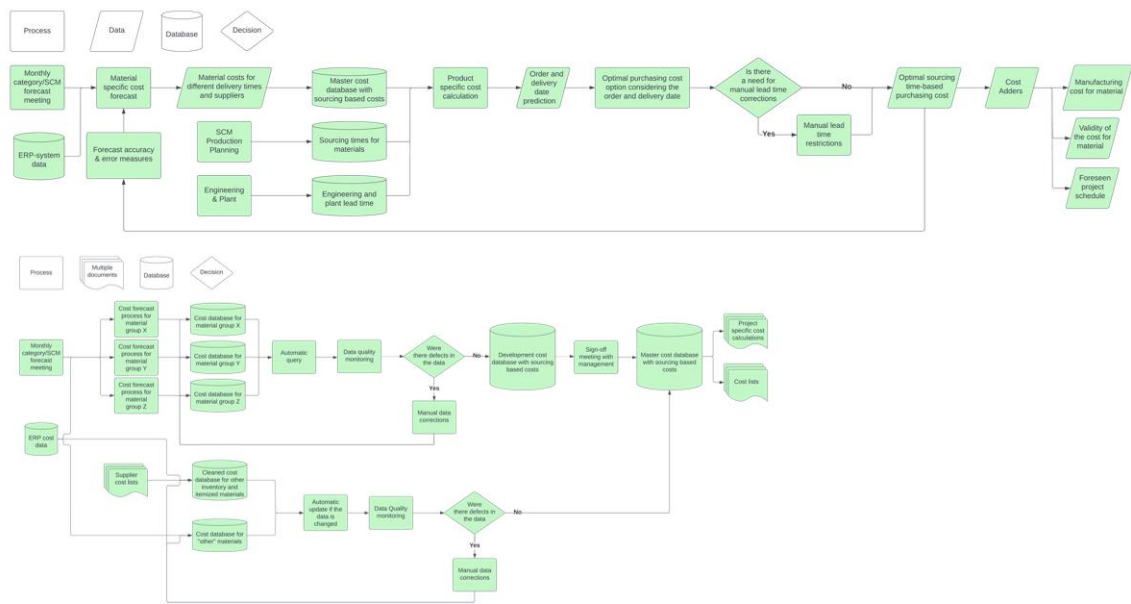 Process
Data
Database
Decision
Monthly
category/SCM
forecast
meeting
Material
specific cost
forecast
Material costs for
different delivery times
and suppliers
Master cost
database with
sourcing based costs
Product
specific cost
calculation
Order and
delivery
date
prediction
Optimal purchasing cost
option considering the
order and delivery date
Is there
a need for
manual lead time
corrections
No
Yes
Manual lead
time
restrictions
Optimal sourcing
time-based
purchasing cost
Cost
Adders
Manufacturing
cost for material
Validity of
the cost for
material
Foreseen
project
schedule
ERP-system
data
Forecast accuracy
& error measures
SCM
Production
Planning
Sourcing times for
materials
Engineering
& Plant
Engineering and
plant lead time
Process
Multiple
documents
Database
Decision
Monthly
category/SCM
forecast
meeting
Cost forecast
process for
material
group X
Cost forecast
process for
material
group Y
Cost forecast
process for
material
group Z
Cost database for
material group X
Cost database for
material group Y
Cost database for
material group Z
Automatic
query
Data quality
monitoring
Were
there defects in
the data
No
Yes
Manual data
corrections
Development cost
database with sourcing
based costs
Sign-off
meeting with
management
Master cost database
with sourcing based
costs
Project
specific cost
calculations
Cost lists
ERP cost
data
Supplier
cost lists
Cleaned cost
database for other
inventory and
itemized materials
Cost database for
"other" materials
Automatic
update if the
data is
changed
Data Quality
monitoring
Were
there defects in
the data
No
Yes
Manual data
corrections